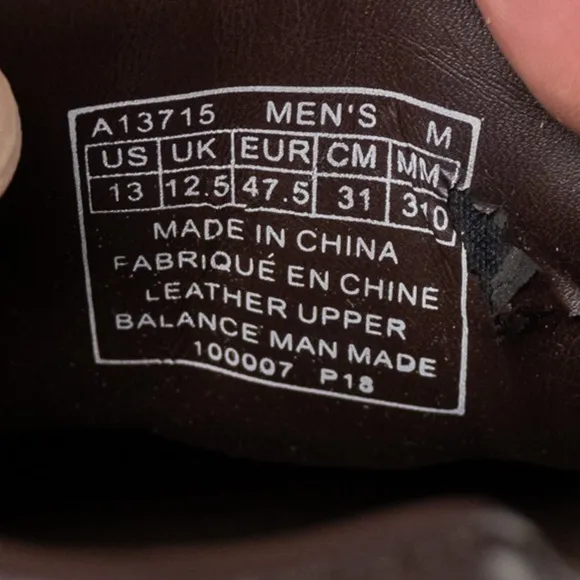 A13715 MEN'S M
US UK EUR CM MM
13 12.5 47.5 31 310
MADE IN CHINA
FABRIQUÉ EN CHINE
LEATHER UPPER
BALANCE MAN MADE
100007 P18